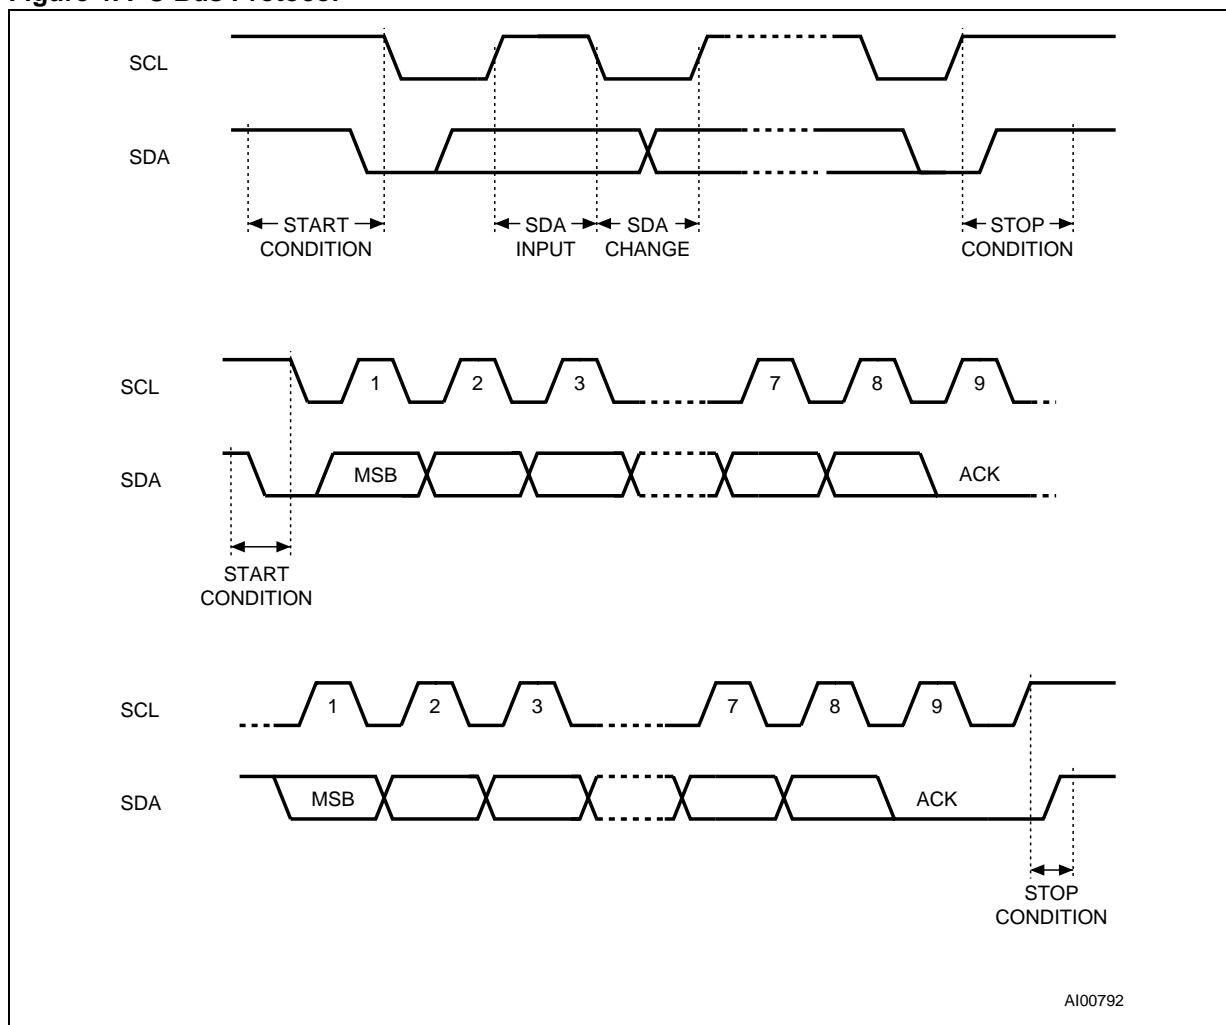 SCL
SDA
START
CONDITION
SDA
INPUT
SDA
CHANGE
STOP
CONDITION
SCL
1 2 3 7 8 9
SDA
MSB ACK
START
CONDITION
SCL
1 2 3 7 8 9
SDA
MSB ACK
STOP
CONDITION
AI00792